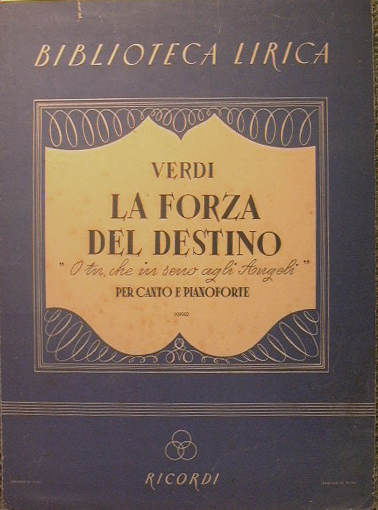 BIBLIOTECA LIRICA
VERDI
LA FORZA
DEL DESTINO
"O tu, che in seno agli Angeli"
PER CANTO E PIANOFORTE
RICORDI